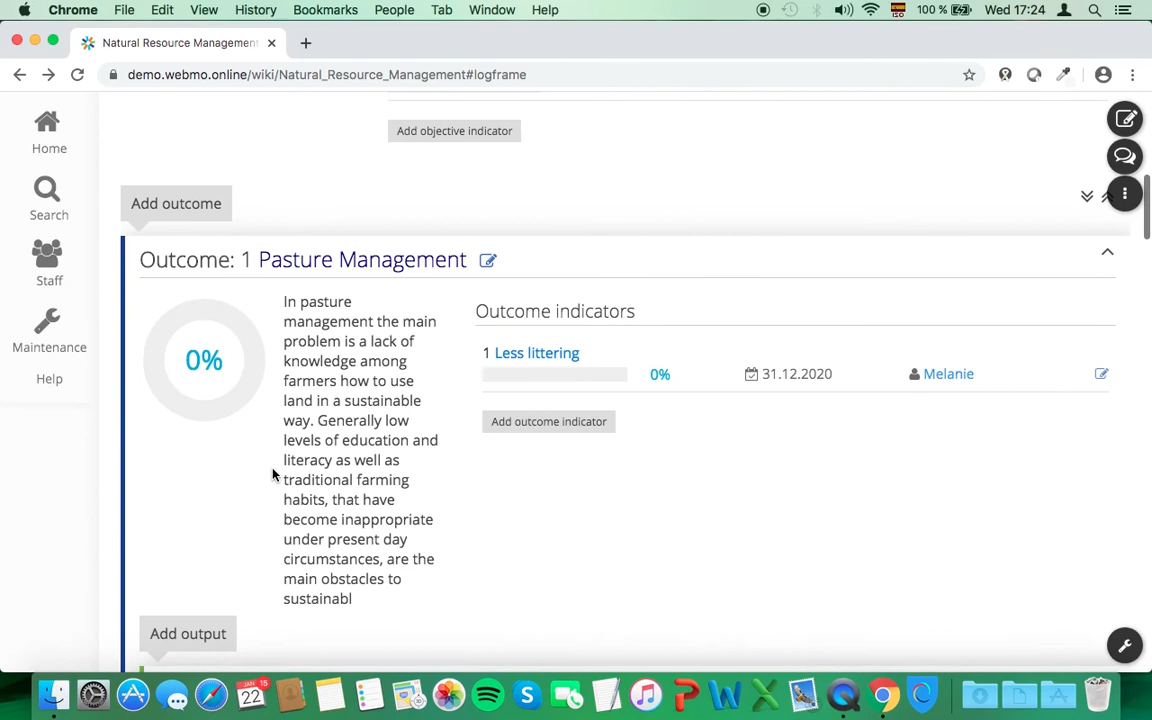 Chrome File Edit View History Bookmarks People Tab Window Help 100 % Wed 17:24
ISO
Natural Resource Management
demo.webmo.online/wiki/Natural_Resource_Management#logframe
Home
Search
Staff
Maintenance
Help
Add objective indicator
Add outcome
Outcome: 1 Pasture Management
0%
In pasture
management the main
problem is a lack of
knowledge among
farmers how to use
land in a sustainable
way. Generally low
levels of education and
literacy as well as
traditional farming
habits, that have
become inappropriate
under present day
circumstances, are the
main obstacles to
sustainabl
Outcome indicators
1 Less littering
0% 31.12.2020 Melanie
Add outcome indicator
Add output
JAN 15
22